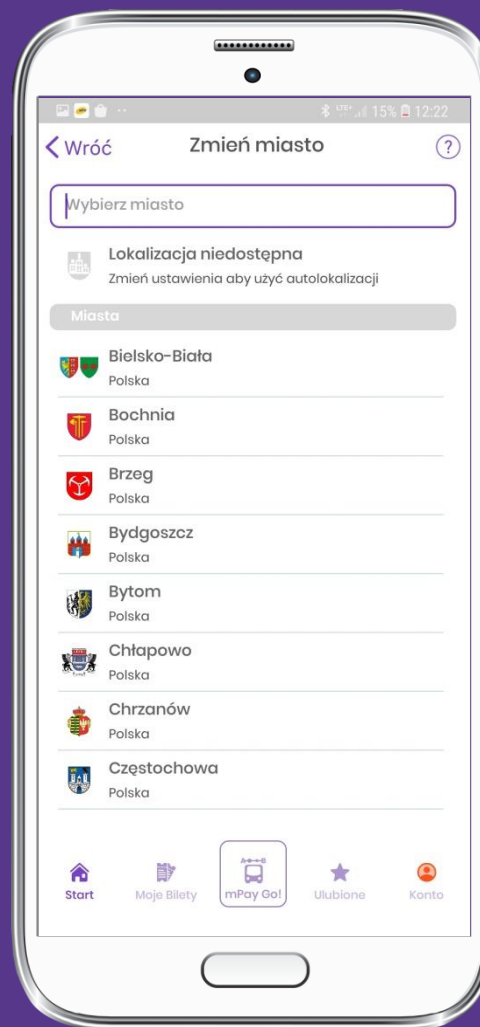 LTE+ 15% 12:22
Wróć Zmień miasto ?
Wybierz miasto
Lokalizacja niedostępna
Zmień ustawienia aby użyć autolokalizacji
Miasta
Bielsko-Biała
Polska
Bochnia
Polska
Brzeg
Polska
Bydgoszcz
Polska
Bytom
Polska
Chłapowo
Polska
Chrzanów
Polska
Częstochowa
Polska
A B
Start Moje Bilety mPay Go! Ulubione Konto